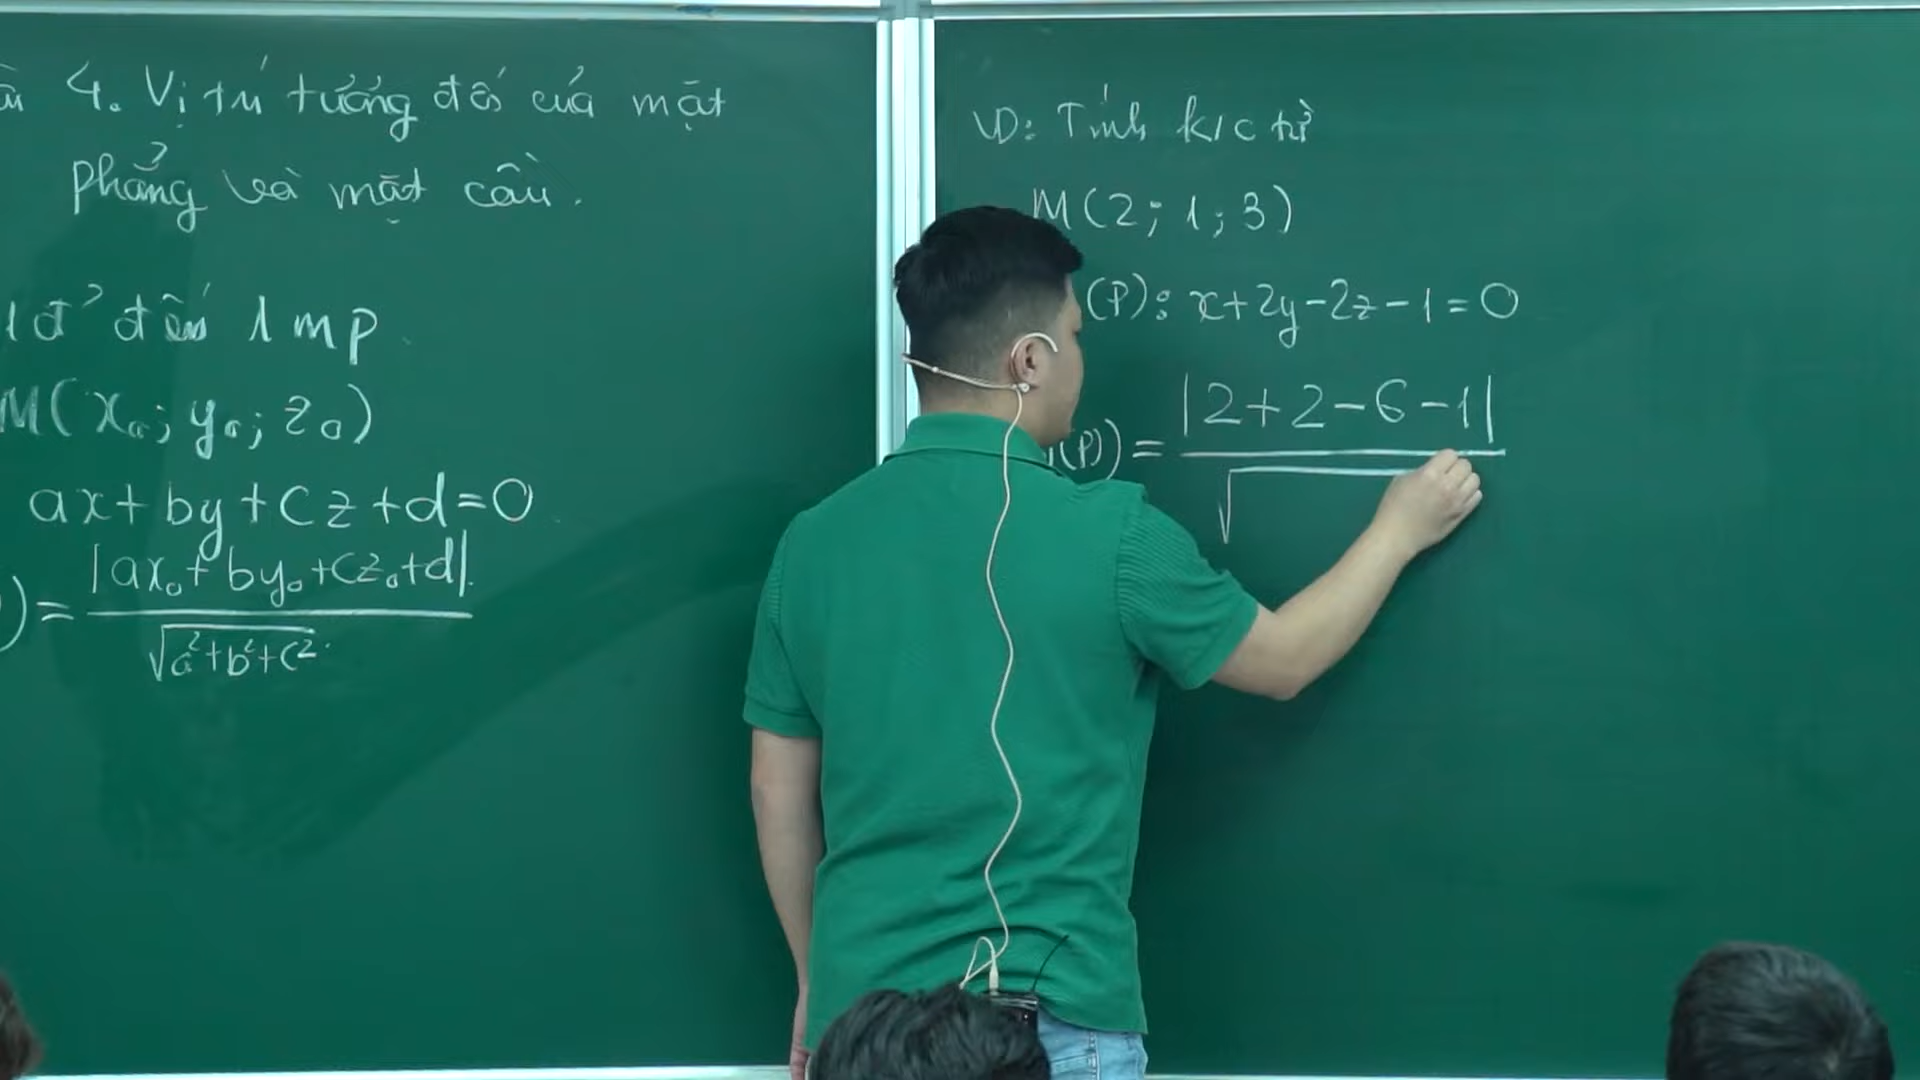 4. Vị trí tương đối của mặt
phẳng và mặt cầu.
1 đ' đến 1 mp
M(x₀; y₀; z₀)
ax+by+cz+d=0
)= |ax₀+by₀+cz₀+d| / √a²+b²+c²
VD: Tính k/c từ
M(2; 1; 3)
(P): x+2y-2z-1=0
(P))= |2+2-6-1| / √